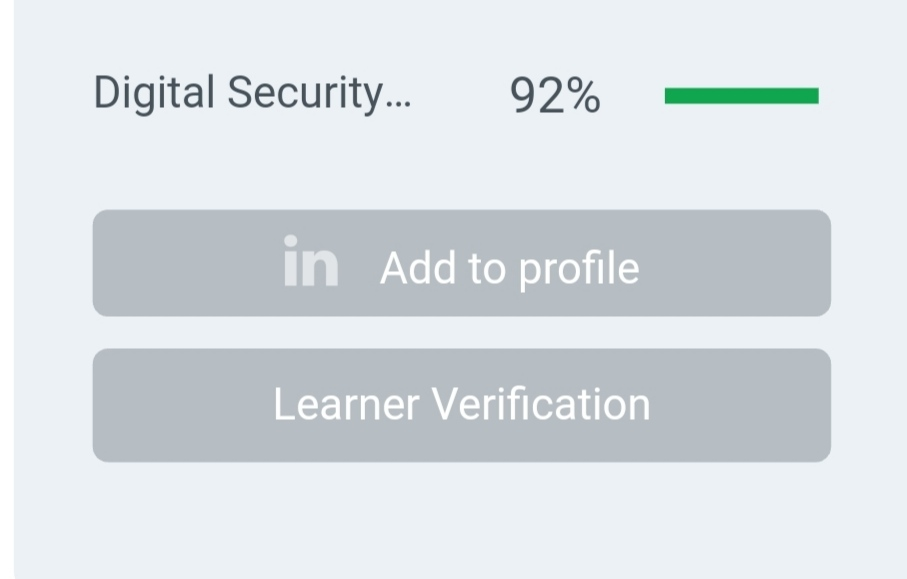 Digital Security... 92%
in Add to profile
Learner Verification